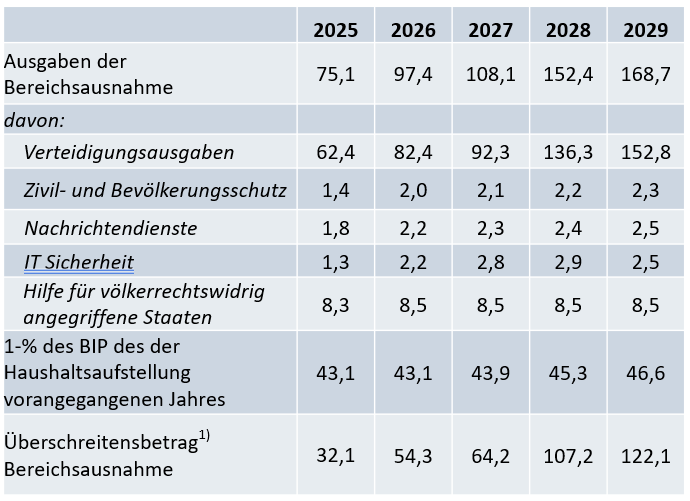 2025 2026 2027 2028 2029
Ausgaben der
Bereichsausnahme 75,1 97,4 108,1 152,4 168,7
davon:
Verteidigungsausgaben 62,4 82,4 92,3 136,3 152,8
Zivil- und Bevölkerungsschutz 1,4 2,0 2,1 2,2 2,3
Nachrichtendienste 1,8 2,2 2,3 2,4 2,5
IT Sicherheit 1,3 2,2 2,8 2,9 2,5
Hilfe für völkerrechtswidrig
angegriffene Staaten 8,3 8,5 8,5 8,5 8,5
1-% des BIP des der
Haushaltsaufstellung 43,1 43,1 43,9 45,3 46,6
vorangegangenen Jahres
Überschreitensbetrag1)
Bereichsausnahme 32,1 54,3 64,2 107,2 122,1